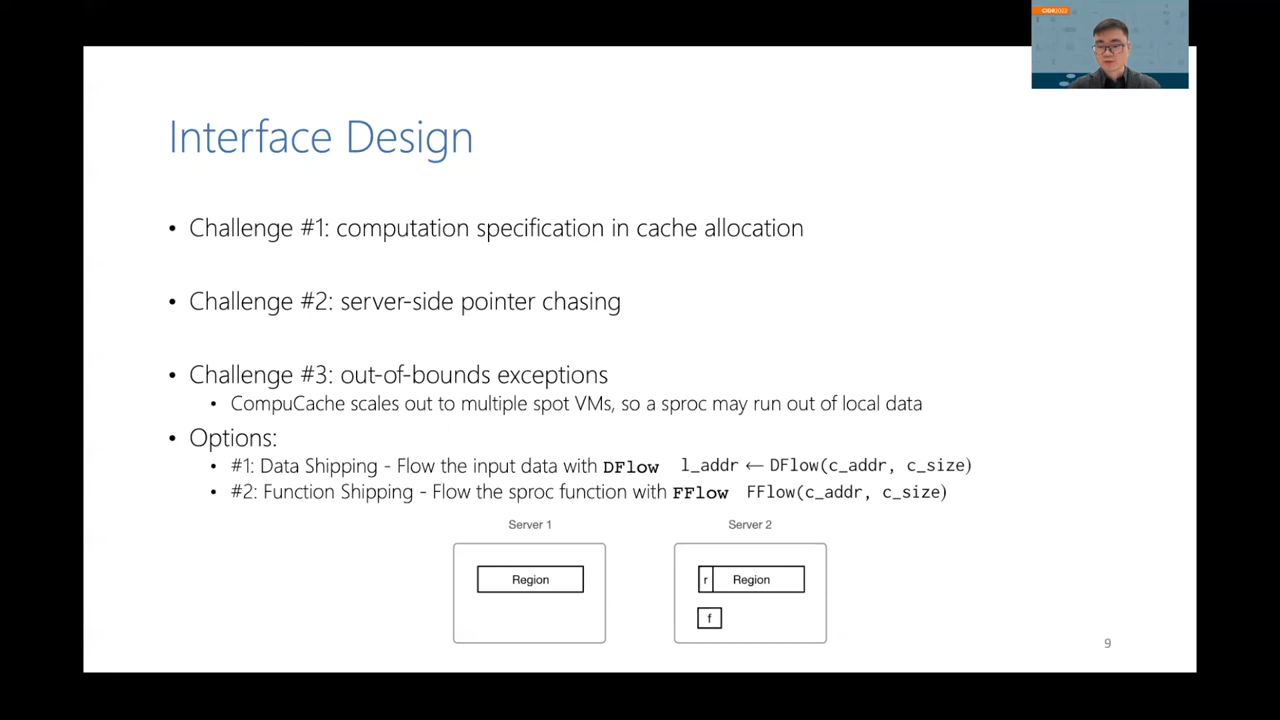 CIDR2022
Interface Design
• Challenge #1: computation specification in cache allocation
• Challenge #2: server-side pointer chasing
• Challenge #3: out-of-bounds exceptions
• CompuCache scales out to multiple spot VMs, so a sproc may run out of local data
• Options:
• #1: Data Shipping - Flow the input data with DFlow l_addr ← DFlow(c_addr, c_size)
• #2: Function Shipping - Flow the sproc function with FFlow FFlow(c_addr, c_size)
Server 1
Server 2
Region
r Region
f
9